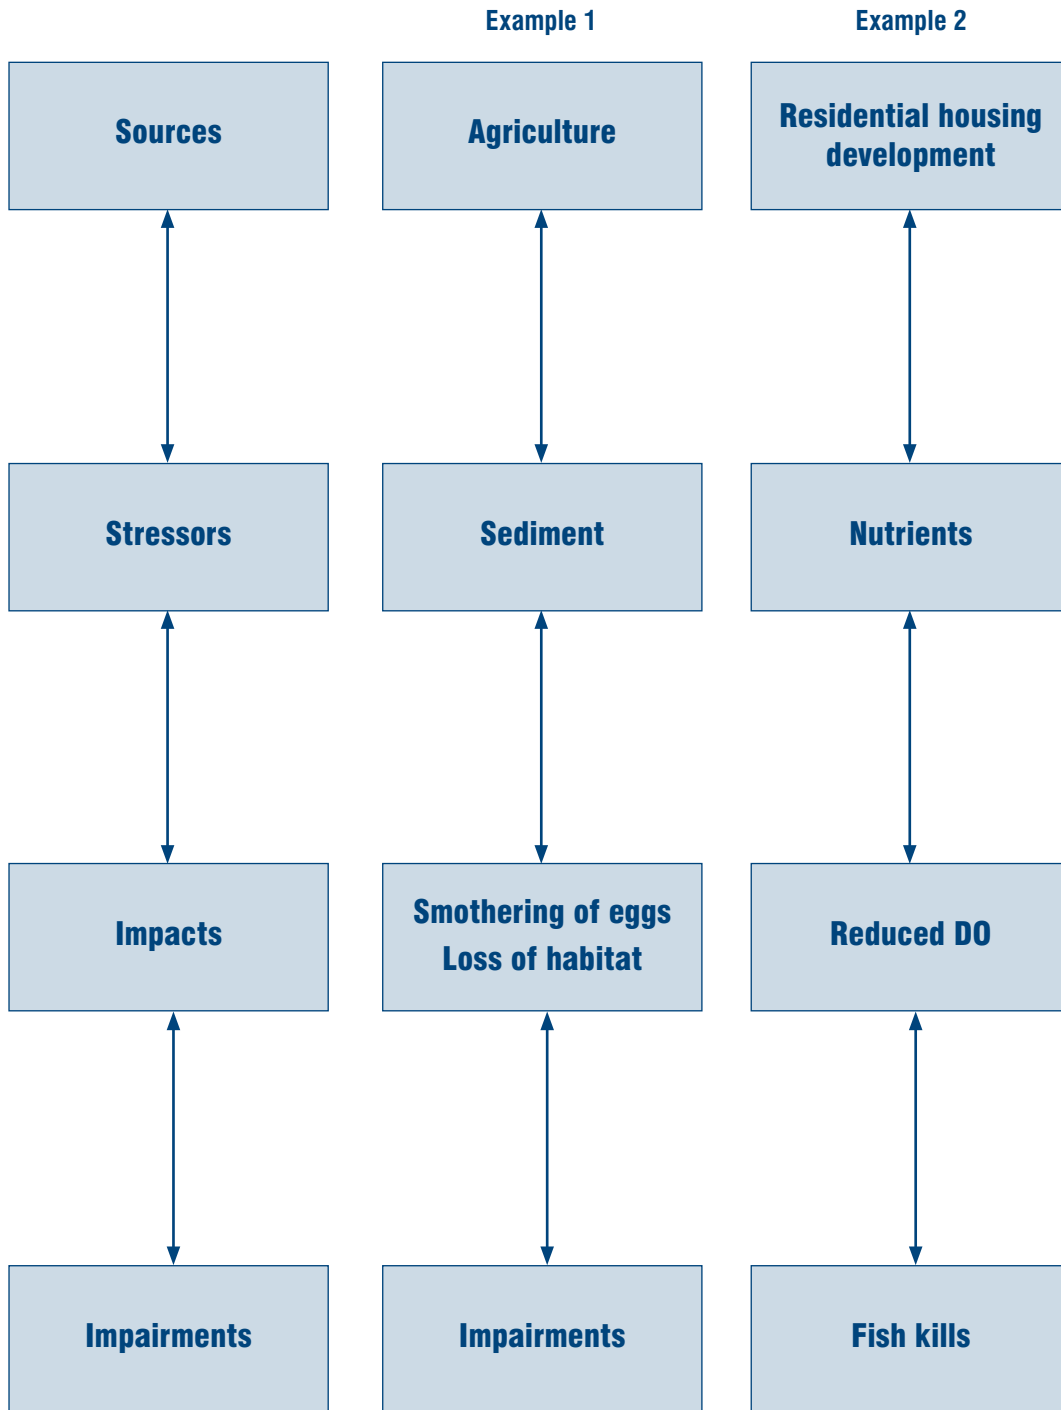 Example 1
Example 2
Sources
Agriculture
Residential housing
development
Stressors
Sediment
Nutrients
Impacts
Smothering of eggs
Loss of habitat
Reduced DO
Impairments
Impairments
Fish kills